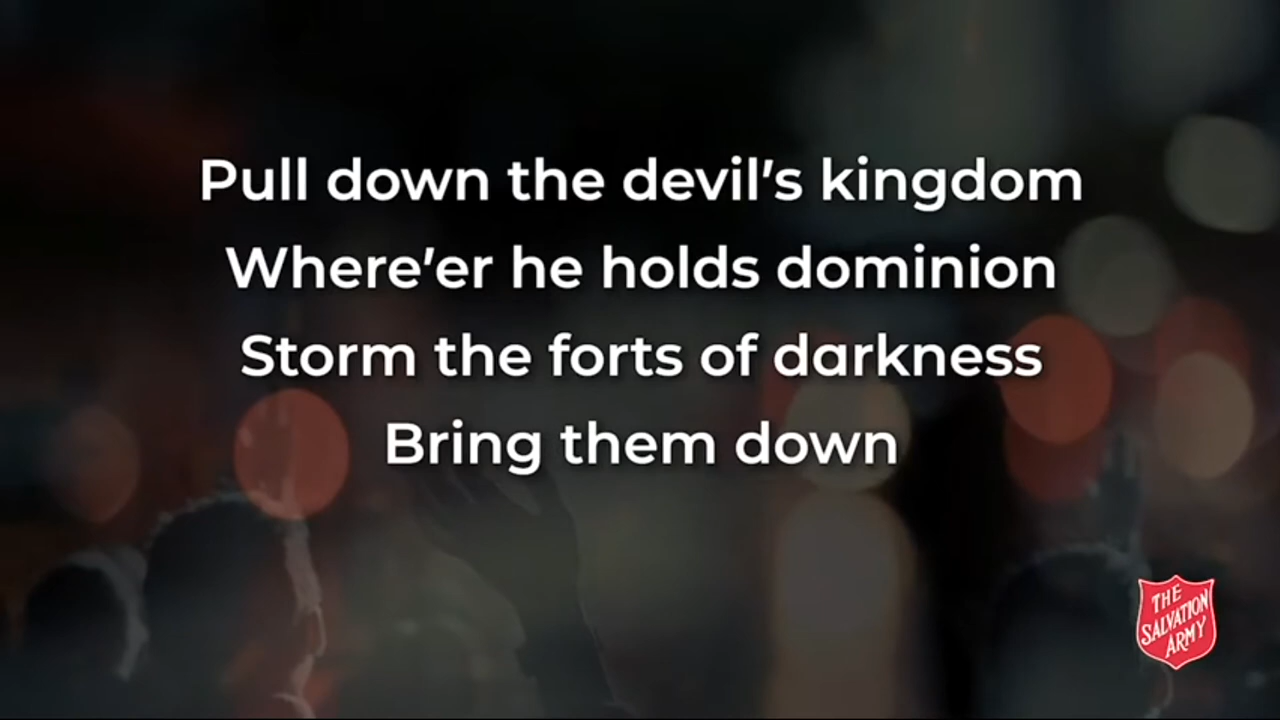 Pull down the devil's kingdom
Where'er he holds dominion
Storm the forts of darkness
Bring them down
THE
SALVATION
ARMY